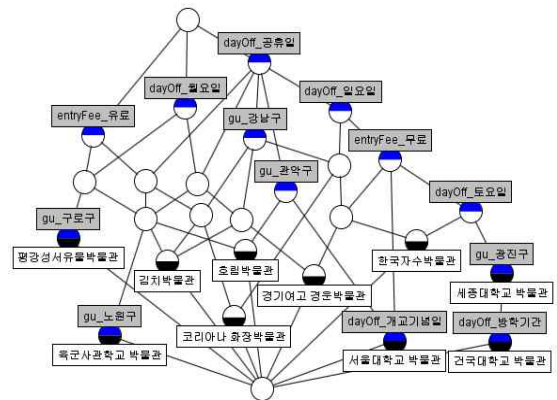 dayOff_공휴일
dayOff_월요일
dayOff_일요일
entryFee_유료
gu_강남구
entryFee_무료
gu_관악구
dayOff_토요일
gu_구로구
평강성서유물박물관
한국자수박물관
gu_광진구
김치박물관
호림박물관
경기여고 경운박물관
세종대학교 박물관
gu_노원구
코리아나 화장박물관
dayOff_개교기념일
dayOff_방학기간
육군사관학교 박물관
서울대학교 박물관
건국대학교 박물관